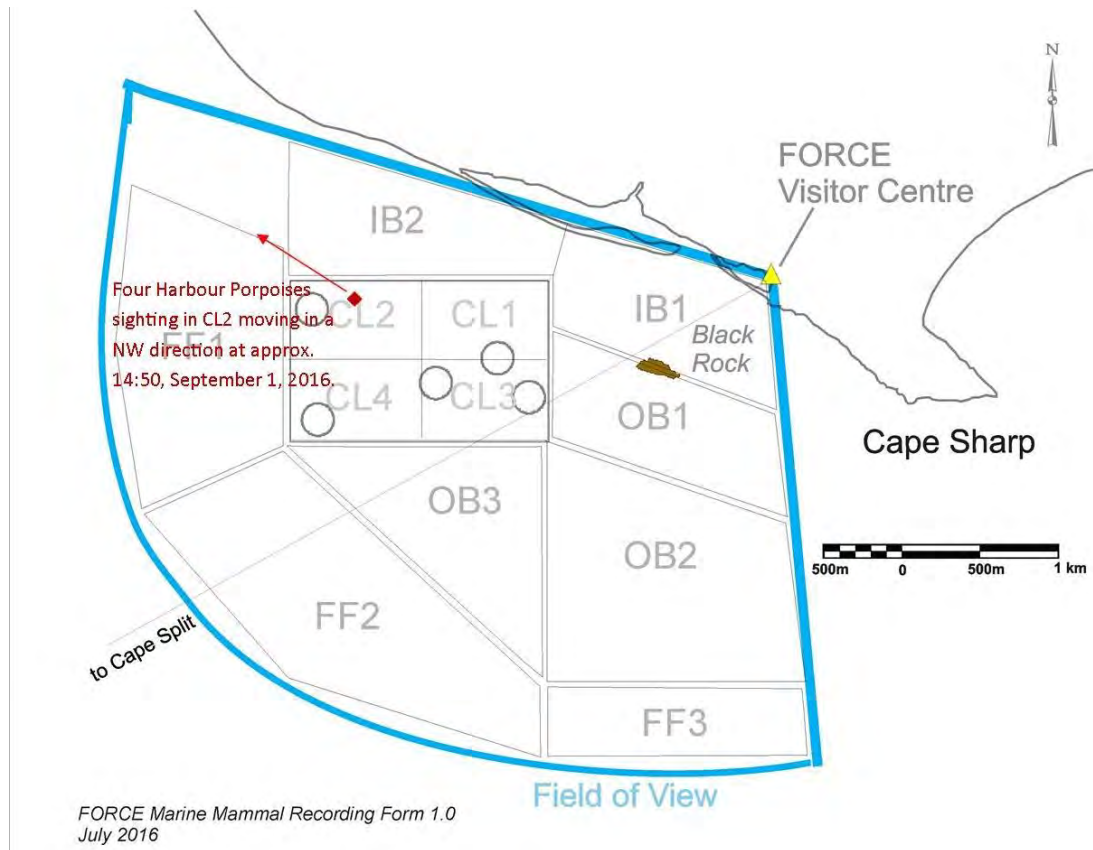 N
FORCE
Visitor Centre
IB2
IB1
Black
Rock
CL2
CL1
Four Harbour Porpoises
sighting in CL2 moving in a
NW direction at approx.
14:50, September 1, 2016.
FF1
CL4
CL3
OB1
Cape Sharp
OB3
OB2
500m
0
500m
1 km
FF2
to Cape Split
FF3
Field of View
FORCE Marine Mammal Recording Form 1.0
July 2016